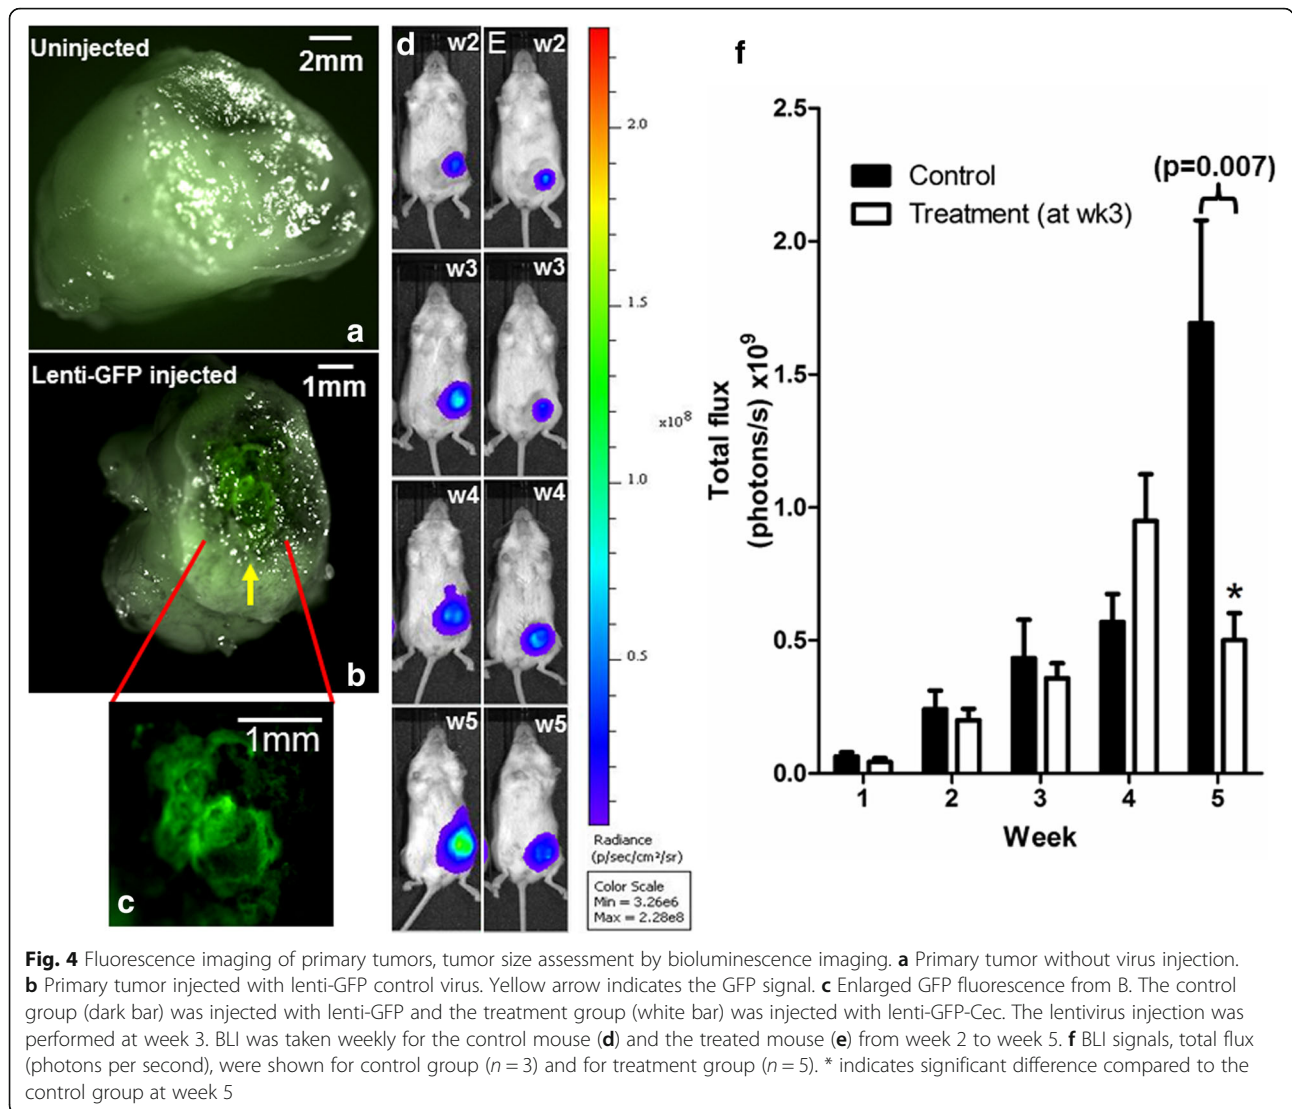 Uninjected
2mm
a
Lenti-GFP injected
1mm
b
1mm
c
d
w2
E
w2
w3
w3
w4
w4
w5
w5
2.0
1.5
x10⁸
1.0
0.5
Radiance
(p/sec/cm²/sr)
Color Scale
Min = 3.26e6
Max = 2.28e8
f
Total flux
(photons/s) x10⁹
2.5
2.0
1.5
1.0
0.5
0.0
Control
Treatment (at wk3)
(p=0.007)
*
1 2 3 4 5
Week
Fig. 4 Fluorescence imaging of primary tumors, tumor size assessment by bioluminescence imaging. a Primary tumor without virus injection.
b Primary tumor injected with lenti-GFP control virus. Yellow arrow indicates the GFP signal. c Enlarged GFP fluorescence from B. The control
group (dark bar) was injected with lenti-GFP and the treatment group (white bar) was injected with lenti-GFP-Cec. The lentivirus injection was
performed at week 3. BLI was taken weekly for the control mouse (d) and the treated mouse (e) from week 2 to week 5. f BLI signals, total flux
(photons per second), were shown for control group (n = 3) and for treatment group (n = 5). * indicates significant difference compared to the
control group at week 5